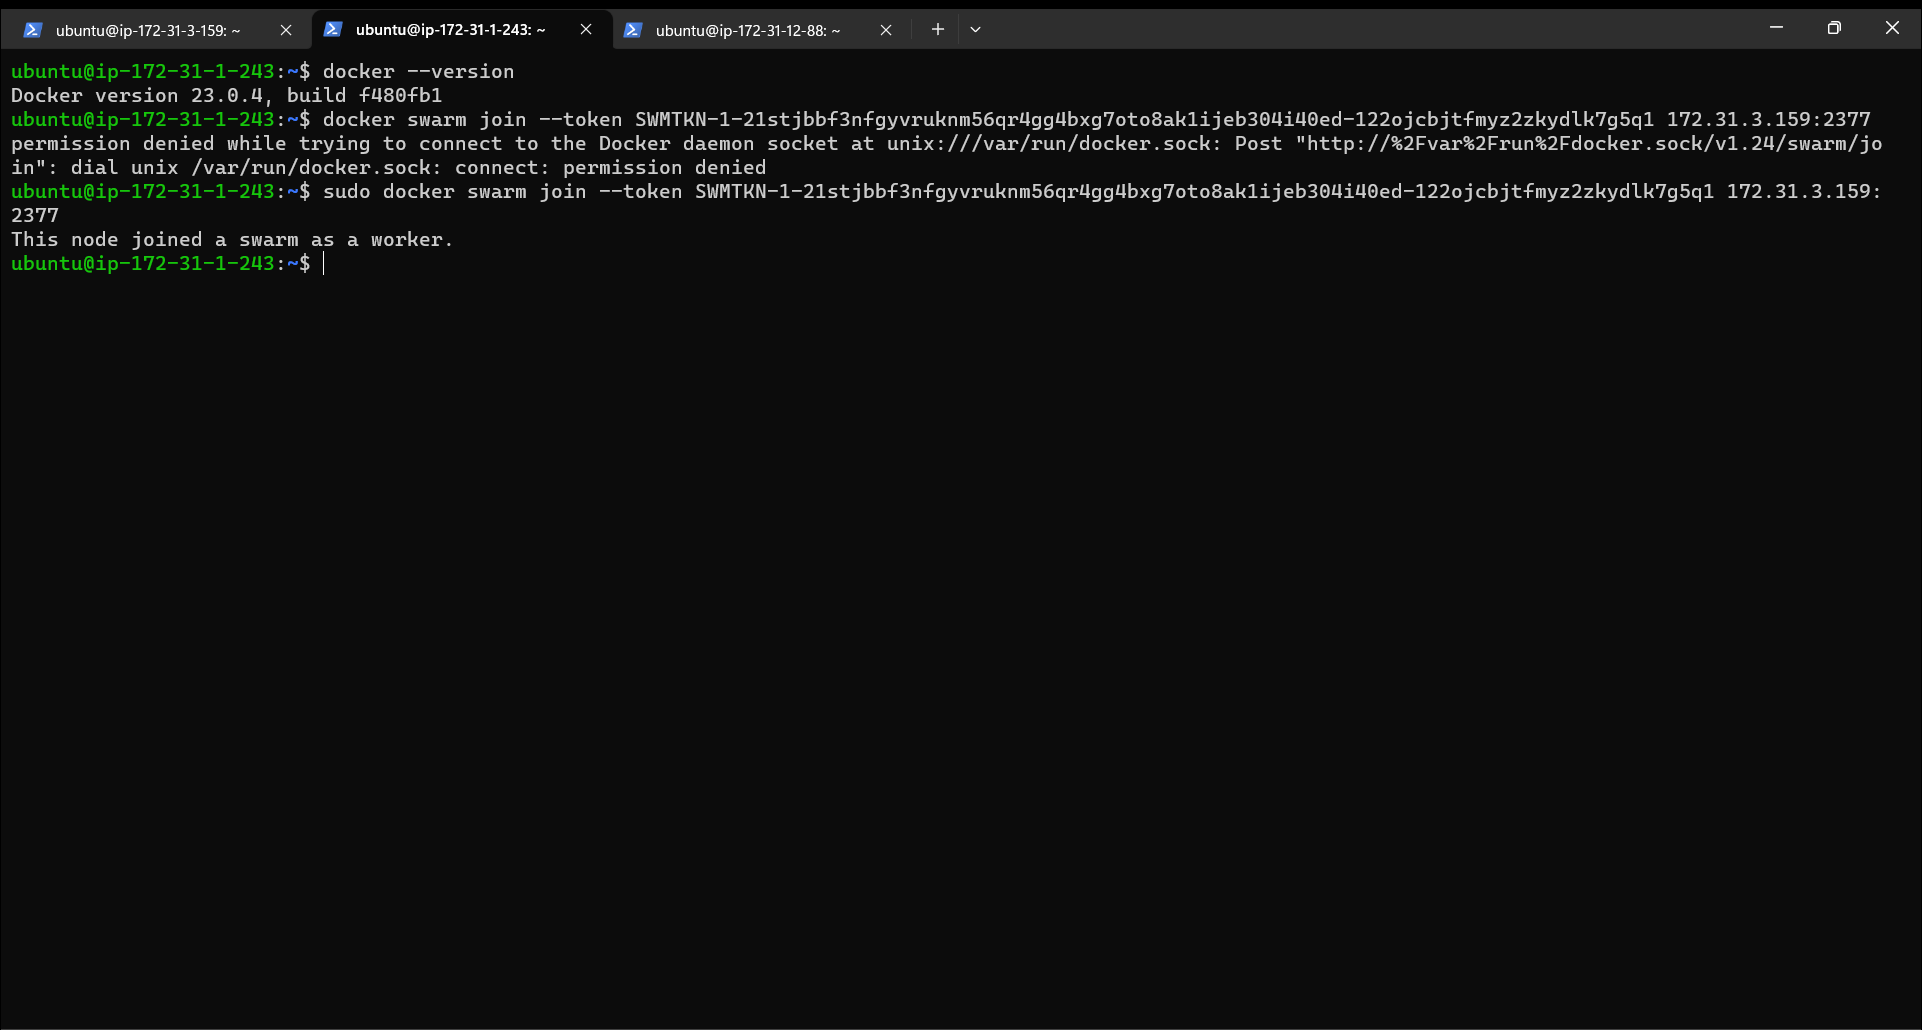 ubuntu@ip-172-31-3-159: ~
ubuntu@ip-172-31-1-243: ~
ubuntu@ip-172-31-12-88: ~
ubuntu@ip-172-31-1-243:~$ docker --version
Docker version 23.0.4, build f480fb1
ubuntu@ip-172-31-1-243:~$ docker swarm join --token SWMTKN-1-21stjbbf3nfgyvruknm56qr4gg4bxg7oto8ak1ijeb304i40ed-122ojcbjtfmyz2zkydlk7g5q1 172.31.3.159:2377
permission denied while trying to connect to the Docker daemon socket at unix:///var/run/docker.sock: Post "http://%2Fvar%2Frun%2Fdocker.sock/v1.24/swarm/jo
in": dial unix /var/run/docker.sock: connect: permission denied
ubuntu@ip-172-31-1-243:~$ sudo docker swarm join --token SWMTKN-1-21stjbbf3nfgyvruknm56qr4gg4bxg7oto8ak1ijeb304i40ed-122ojcbjtfmyz2zkydlk7g5q1 172.31.3.159:
2377
This node joined a swarm as a worker.
ubuntu@ip-172-31-1-243:~$